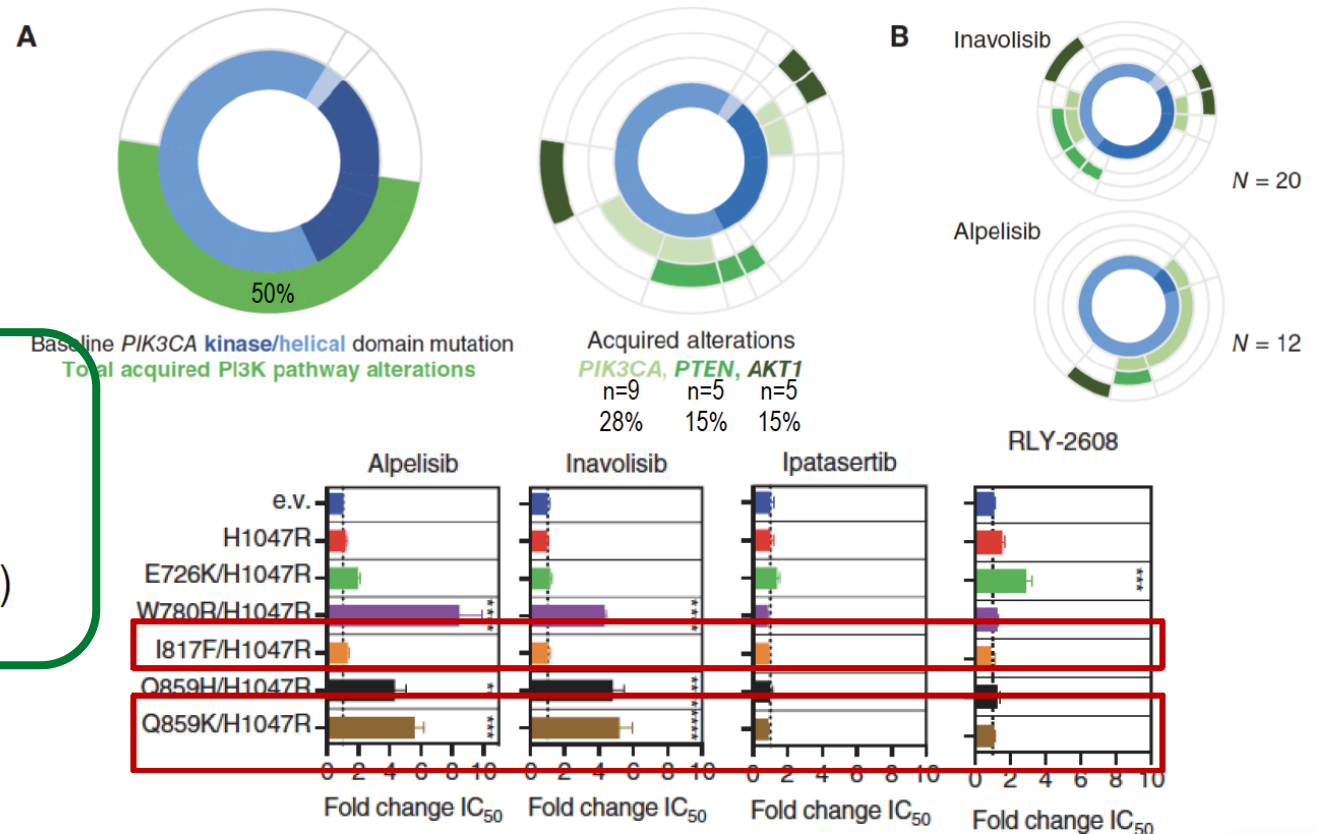 A
B
Inavolisib
N = 20
Alpelisib
N = 12
50%
Baseline PIK3CA kinase/helical domain mutation
Total acquired PI3K pathway alterations
Acquired alterations
PIK3CA, PTEN, AKT1
n=9 n=5 n=5
28% 15% 15%
)
Alpelisib Inavolisib Ipatasertib RLY-2608
e.v.
H1047R
E726K/H1047R
***
W780R/H1047R
I817F/H1047R
Q859H/H1047R
Q859K/H1047R
***
0 2 4 6 8 10 0 2 4 6 8 10 0 2 4 6 8 10 0 2 4 6 8 10
Fold change IC50 Fold change IC50 Fold change IC50 Fold change IC50